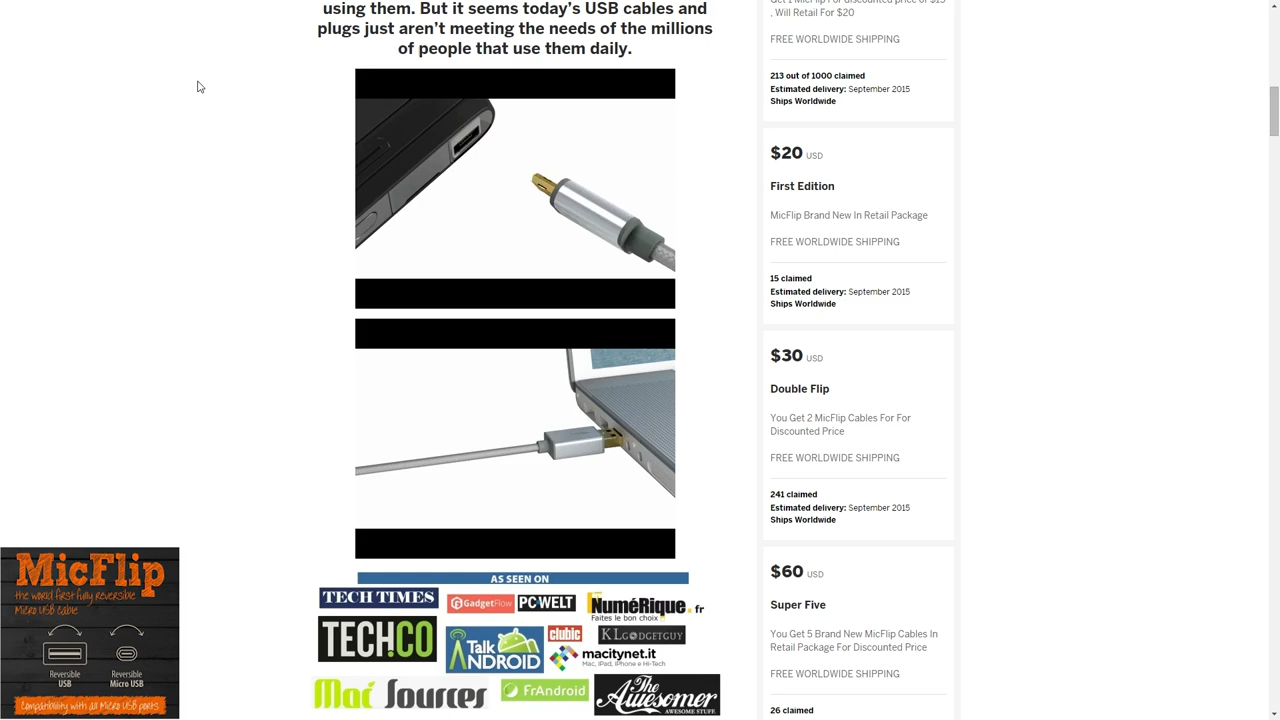 using them. But it seems today's USB cables and
plugs just aren't meeting the needs of the millions
of people that use them daily.
AS SEEN ON
TECH TIMES
GadgetFlow
PCWELT
NUMéRIQUE.fr
Faites le bon choix !
TECH.CO
Talk ANDROID
clubic
KLGADGETGUY
macitynet.it
Mac, iPad, iPhone e Hi-Tech
Mac Sources
FrAndroid
The Awesomer
AWESOME STUFF
, Will Retail For $20
FREE WORLDWIDE SHIPPING
213 out of 1000 claimed
Estimated delivery: September 2015
Ships Worldwide
$20 USD
First Edition
MicFlip Brand New In Retail Package
FREE WORLDWIDE SHIPPING
15 claimed
Estimated delivery: September 2015
Ships Worldwide
$30 USD
Double Flip
You Get 2 MicFlip Cables For For
Discounted Price
FREE WORLDWIDE SHIPPING
241 claimed
Estimated delivery: September 2015
Ships Worldwide
$60 USD
Super Five
You Get 5 Brand New MicFlip Cables In
Retail Package For Discounted Price
FREE WORLDWIDE SHIPPING
26 claimed
MicFlip
the world first fully reversible
Micro USB cable
Reversible
USB
Reversible
Micro USB
Compatibility with all Micro USB ports